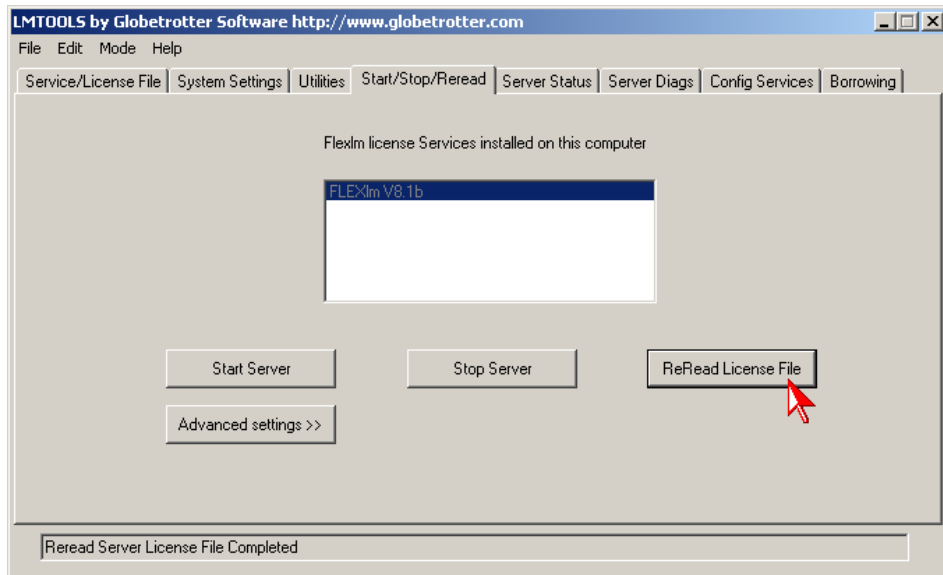 LMTOOLS by Globetrotter Software http://www.globetrotter.com
File Edit Mode Help
Service/License File System Settings Utilities Start/Stop/Reread Server Status Server Diags Config Services Borrowing
Flexlm license Services installed on this computer
FLEXlm V8.1b
Start Server Stop Server ReRead License File
Advanced settings >>
Reread Server License File Completed